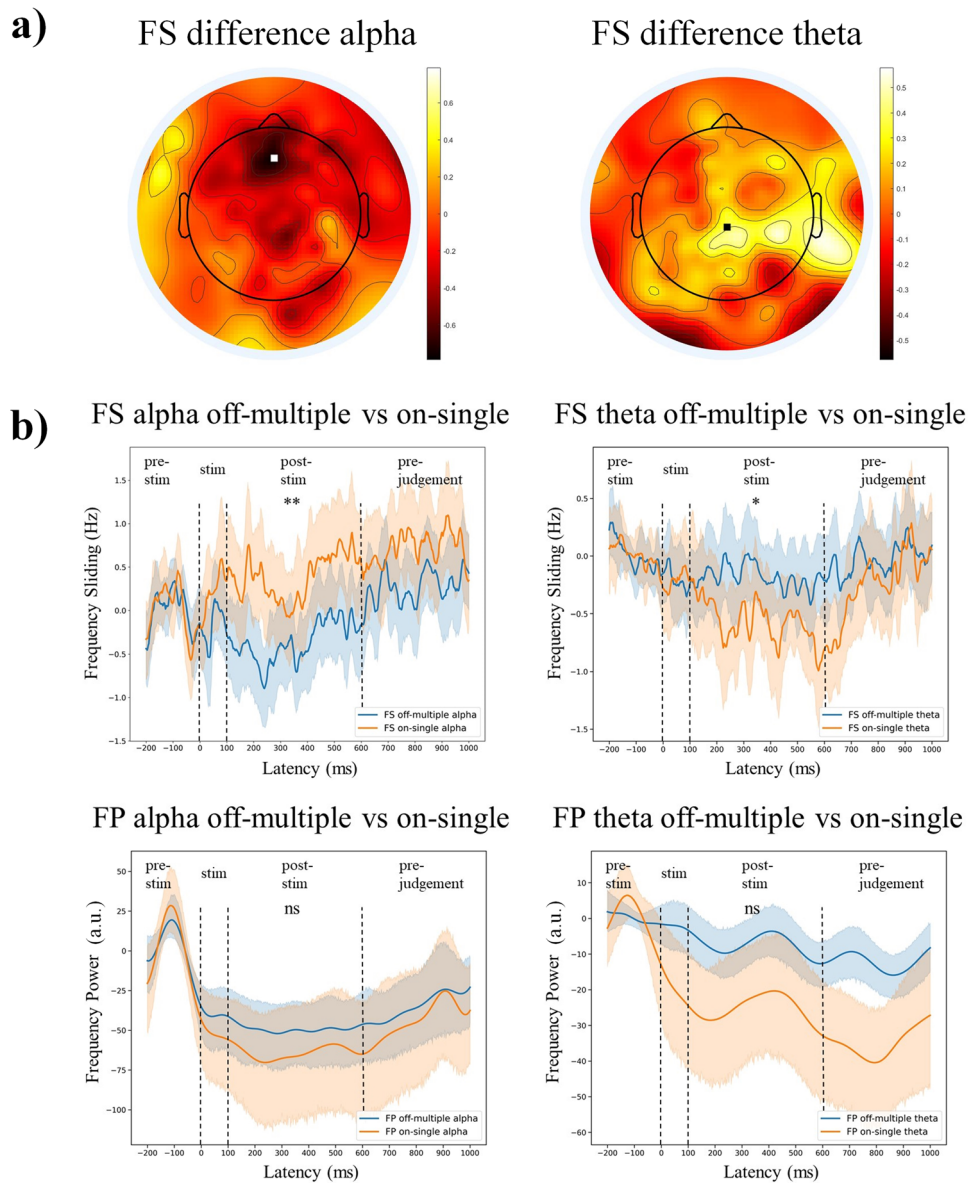 a)
FS difference alpha
FS difference theta
0.6
0.4
0.2
0
-0.2
-0.4
-0.6
0.5
0.4
0.3
0.2
0.1
0
-0.1
-0.2
-0.3
-0.4
-0.5
b)
FS alpha off-multiple vs on-single
pre-
stim
stim
post-
stim
pre-
judgement
**
Frequency Sliding (Hz)
1.5
1.0
0.5
0.0
−0.5
−1.0
−1.5
FS off-multiple alpha
FS on-single alpha
−200 −100 0 100 200 300 400 500 600 700 800 900 1000
Latency (ms)
FS theta off-multiple vs on-single
pre-
stim
stim
post-
stim
pre-
judgement
*
Frequency Sliding (Hz)
0.5
0.0
−0.5
−1.0
−1.5
FS off-multiple theta
FS on-single theta
−200 −100 0 100 200 300 400 500 600 700 800 900 1000
Latency (ms)
FP alpha off-multiple vs on-single
pre-
stim
stim
post-
stim
pre-
judgement
ns
Frequency Power (a.u.)
50
25
0
−25
−50
−75
−100
FP off-multiple alpha
FP on-single alpha
−200 −100 0 100 200 300 400 500 600 700 800 900 1000
Latency (ms)
FP theta off-multiple vs on-single
pre-
stim
stim
post-
stim
pre-
judgement
ns
Frequency Power (a.u.)
10
0
−10
−20
−30
−40
−50
−60
FP off-multiple theta
FP on-single theta
−200 −100 0 100 200 300 400 500 600 700 800 900 1000
Latency (ms)